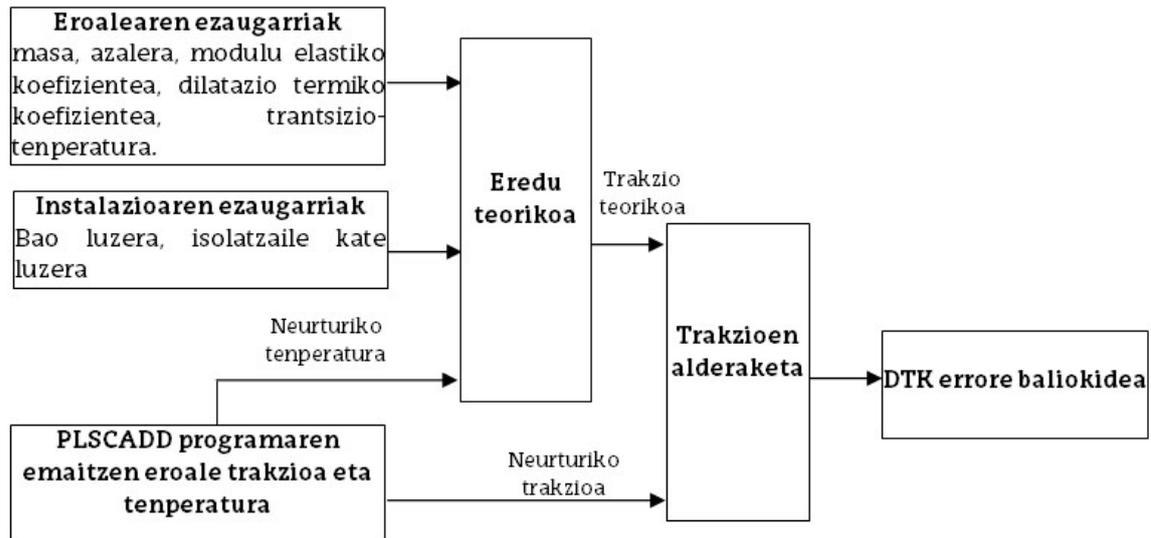 Eroalearen ezaugarriak
masa, azalera, modulu elastiko
koefizientea, dilatazio termiko
koefizientea, trantsizio-
tenperatura.
Instalazioaren ezaugarriak
Bao luzera, isolatzaile kate
luzera
Neurturiko
tenperatura
PLSCADD programaren
emaitzen eroale trakzioa eta
tenperatura
Eredu
teorikoa
Trakzio
teorikoa
Neurturiko
trakzioa
Trakzioen
alderaketa
DTK errore baliokidea